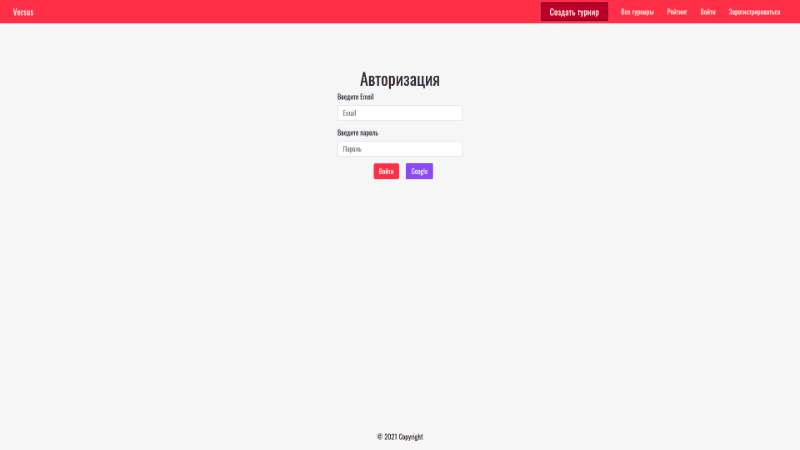 Versus
Создать турнир
Все турниры
Рейтинг
Войти
Зарегистрироваться
Авторизация
Введите Email
Email
Введите пароль
Пароль
Войти
Google
© 2021 Copyright